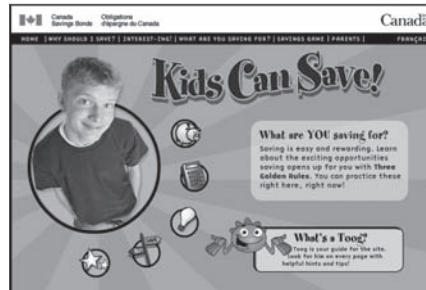 Canada
Savings Bonds
Obligations
d'épargne du Canada
Canada
HOME | WHY SHOULD I SAVE? | INTEREST-ING! | WHAT ARE YOU SAVING FOR? | SAVINGS GAME | PARENTS | FRANÇAIS
Kids Can Save!
What are YOU saving for?
Saving is easy and rewarding. Learn
about the exciting opportunities
saving opens up for you with Three
Golden Rules. You can practice these
right here, right now!
What's a Toog?
Toog is your guide for the site.
Look for him on every page with
helpful hints and tips!